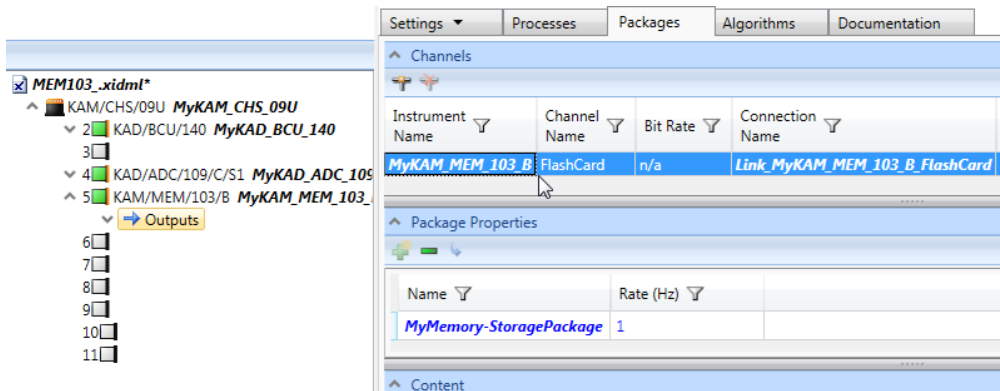 MEM103_.xidml*
KAM/CHS/09U MyKAM_CHS_09U
2 KAD/BCU/140 MyKAD_BCU_140
3
4 KAD/ADC/109/C/S1 MyKAD_ADC_109
5 KAM/MEM/103/B MyKAM_MEM_103_
Outputs
6
7
8
9
10
11
Settings Processes Packages Algorithms Documentation
Channels
Instrument Name Channel Name Bit Rate Connection Name
MyKAM_MEM_103_B FlashCard n/a Link_MyKAM_MEM_103_B_FlashCard
Package Properties
Name Rate (Hz)
MyMemory-StoragePackage 1
Content